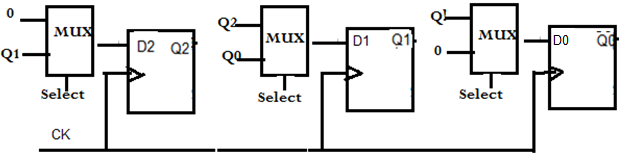 0
MUX
Q1
Select
D2 Q2
Q2
MUX
Q0
Select
D1 Q1
Q1
MUX
0
Select
D0 Q0
CK